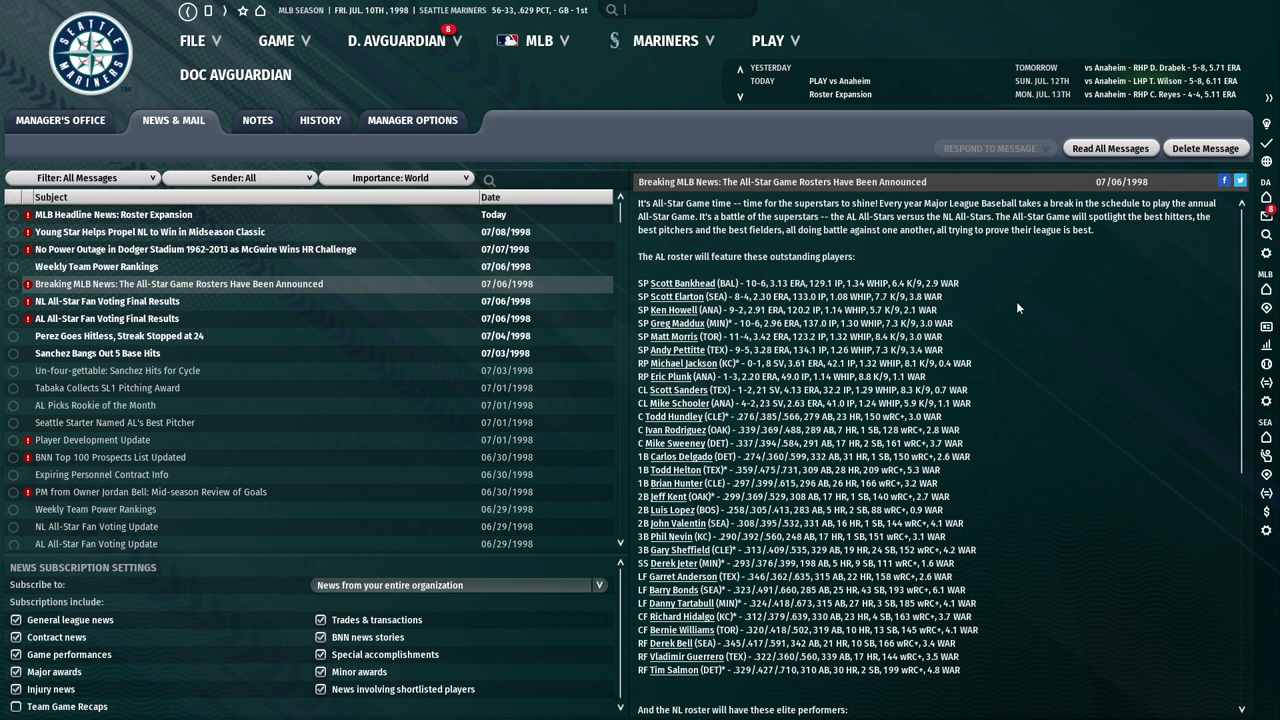 SEATTLE
MARINERS
MLB SEASON | FRI. JUL. 10TH , 1998 | SEATTLE MARINERS 56-33, .629 PCT, - GB - 1st
FILE GAME D. AVGUARDIAN 8 MLB MARINERS PLAY
DOC AVGUARDIAN
YESTERDAY
TODAY PLAY vs Anaheim
Roster Expansion
TOMORROW vs Anaheim - RHP D. Drabek - 5-8, 5.71 ERA
SUN. JUL. 12TH vs Anaheim - LHP T. Wilson - 5-8, 6.11 ERA
MON. JUL. 13TH vs Anaheim - RHP C. Reyes - 4-4, 5.11 ERA
MANAGER'S OFFICE NEWS & MAIL NOTES HISTORY MANAGER OPTIONS
RESPOND TO MESSAGE Read All Messages Delete Message
Filter: All Messages Sender: All Importance: World
Subject Date
MLB Headline News: Roster Expansion Today
Young Star Helps Propel NL to Win in Midseason Classic 07/08/1998
No Power Outage in Dodger Stadium 1962-2013 as McGwire Wins HR Challenge 07/07/1998
Weekly Team Power Rankings 07/06/1998
Breaking MLB News: The All-Star Game Rosters Have Been Announced 07/06/1998
NL All-Star Fan Voting Final Results 07/06/1998
AL All-Star Fan Voting Final Results 07/06/1998
Perez Goes Hitless, Streak Stopped at 24 07/04/1998
Sanchez Bangs Out 5 Base Hits 07/03/1998
Un-four-gettable: Sanchez Hits for Cycle 07/03/1998
Tabaka Collects SL1 Pitching Award 07/01/1998
AL Picks Rookie of the Month 07/01/1998
Seattle Starter Named AL's Best Pitcher 07/01/1998
Player Development Update 07/01/1998
BNN Top 100 Prospects List Updated 06/30/1998
Expiring Personnel Contract Info 06/30/1998
PM from Owner Jordan Bell: Mid-season Review of Goals 06/30/1998
Weekly Team Power Rankings 06/29/1998
NL All-Star Fan Voting Update 06/29/1998
AL All-Star Fan Voting Update 06/29/1998
NEWS SUBSCRIPTION SETTINGS
Subscribe to: News from your entire organization
Subscriptions include:
General league news Trades & transactions
Contract news BNN news stories
Game performances Special accomplishments
Major awards Minor awards
Injury news News involving shortlisted players
Team Game Recaps
Breaking MLB News: The All-Star Game Rosters Have Been Announced 07/06/1998
It's All-Star Game time -- time for the superstars to shine! Every year Major League Baseball takes a break in the schedule to play the annual
All-Star Game. It's a battle of the superstars -- the AL All-Stars versus the NL All-Stars. The All-Star Game will spotlight the best hitters, the
best pitchers and the best fielders, all doing battle against one another, all trying to prove their league is best.
The AL roster will feature these outstanding players:
SP Scott Bankhead (BAL) - 10-6, 3.13 ERA, 129.1 IP, 1.34 WHIP, 6.4 K/9, 2.9 WAR
SP Scott Elarton (SEA) - 8-4, 2.30 ERA, 133.0 IP, 1.08 WHIP, 7.7 K/9, 3.8 WAR
SP Ken Howell (ANA) - 9-2, 2.91 ERA, 120.2 IP, 1.14 WHIP, 5.7 K/9, 2.1 WAR
SP Greg Maddux (MIN)* - 10-6, 2.96 ERA, 137.0 IP, 1.30 WHIP, 7.3 K/9, 3.0 WAR
SP Matt Morris (TOR) - 11-4, 3.42 ERA, 123.2 IP, 1.32 WHIP, 8.4 K/9, 3.0 WAR
SP Andy Pettitte (TEX) - 9-5, 3.28 ERA, 134.1 IP, 1.26 WHIP, 7.3 K/9, 3.4 WAR
RP Michael Jackson (KC)* - 0-1, 8 SV, 3.61 ERA, 42.1 IP, 1.32 WHIP, 8.1 K/9, 0.4 WAR
RP Eric Plunk (ANA) - 1-3, 2.20 ERA, 49.0 IP, 1.14 WHIP, 8.8 K/9, 1.1 WAR
CL Scott Sanders (TEX) - 1-2, 21 SV, 4.13 ERA, 32.2 IP, 1.29 WHIP, 8.3 K/9, 0.7 WAR
CL Mike Schooler (ANA) - 4-2, 23 SV, 2.63 ERA, 41.0 IP, 1.24 WHIP, 5.9 K/9, 1.1 WAR
C Todd Hundley (CLE)* - .276/.385/.566, 279 AB, 23 HR, 150 wRC+, 3.0 WAR
C Ivan Rodriguez (OAK) - .339/.369/.488, 289 AB, 7 HR, 1 SB, 128 wRC+, 2.8 WAR
C Mike Sweeney (DET) - .337/.394/.584, 291 AB, 17 HR, 2 SB, 161 wRC+, 3.7 WAR
1B Carlos Delgado (DET) - .274/.360/.599, 332 AB, 31 HR, 1 SB, 150 wRC+, 2.6 WAR
1B Todd Helton (TEX)* - .359/.475/.731, 309 AB, 28 HR, 209 wRC+, 5.3 WAR
1B Brian Hunter (CLE) - .297/.399/.615, 296 AB, 26 HR, 166 wRC+, 3.2 WAR
2B Jeff Kent (OAK)* - .299/.369/.529, 308 AB, 17 HR, 1 SB, 140 wRC+, 2.7 WAR
2B Luis Lopez (BOS) - .258/.305/.413, 283 AB, 5 HR, 2 SB, 88 wRC+, 0.9 WAR
2B John Valentin (SEA) - .308/.395/.532, 331 AB, 16 HR, 1 SB, 144 wRC+, 4.1 WAR
3B Phil Nevin (KC) - .290/.392/.560, 248 AB, 17 HR, 1 SB, 151 wRC+, 3.1 WAR
3B Gary Sheffield (CLE)* - .313/.409/.535, 329 AB, 19 HR, 24 SB, 152 wRC+, 4.2 WAR
SS Derek Jeter (MIN)* - .293/.376/.399, 198 AB, 5 HR, 9 SB, 111 wRC+, 1.6 WAR
LF Garret Anderson (TEX) - .346/.362/.635, 315 AB, 22 HR, 158 wRC+, 2.6 WAR
LF Barry Bonds (SEA)* - .323/.491/.660, 285 AB, 25 HR, 43 SB, 193 wRC+, 6.1 WAR
LF Danny Tartabull (MIN)* - .324/.418/.673, 315 AB, 27 HR, 3 SB, 185 wRC+, 4.1 WAR
CF Richard Hidalgo (KC)* - .312/.379/.639, 330 AB, 23 HR, 4 SB, 163 wRC+, 3.7 WAR
CF Bernie Williams (TOR) - .320/.418/.502, 319 AB, 10 HR, 13 SB, 145 wRC+, 4.1 WAR
RF Derek Bell (SEA) - .345/.417/.591, 342 AB, 21 HR, 10 SB, 166 wRC+, 3.4 WAR
RF Vladimir Guerrero (TEX) - .322/.360/.560, 339 AB, 17 HR, 144 wRC+, 3.5 WAR
RF Tim Salmon (DET)* - .329/.427/.710, 310 AB, 30 HR, 2 SB, 199 wRC+, 4.8 WAR
And the NL roster will have these elite performers:
DA
8
MLB
SEA